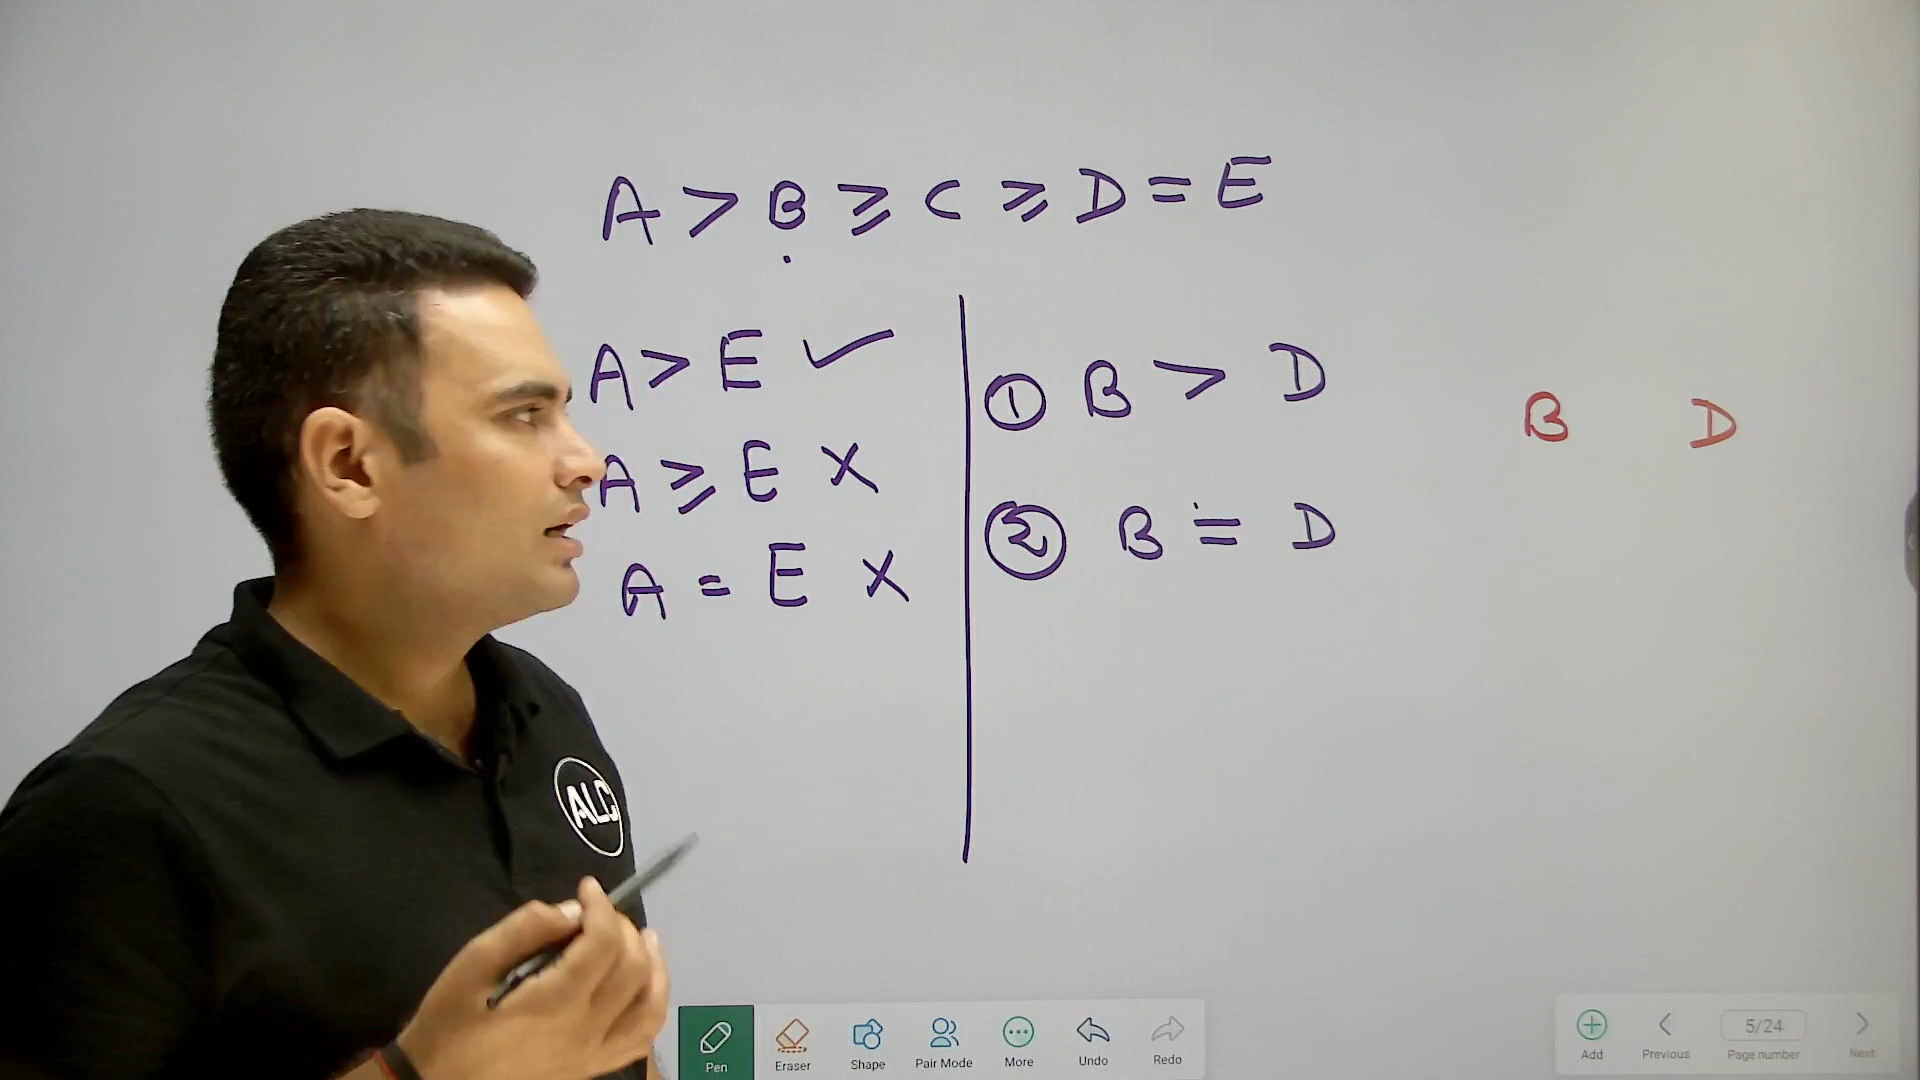 A > B ≥ C ≥ D = E
A > E ✓
A ≥ E X
A = E X
① B > D
② B = D
B D
ALC
Pen
Eraser
Shape
Pair Mode
More
Undo
Redo
Add
Previous
5/24
Page number
Next